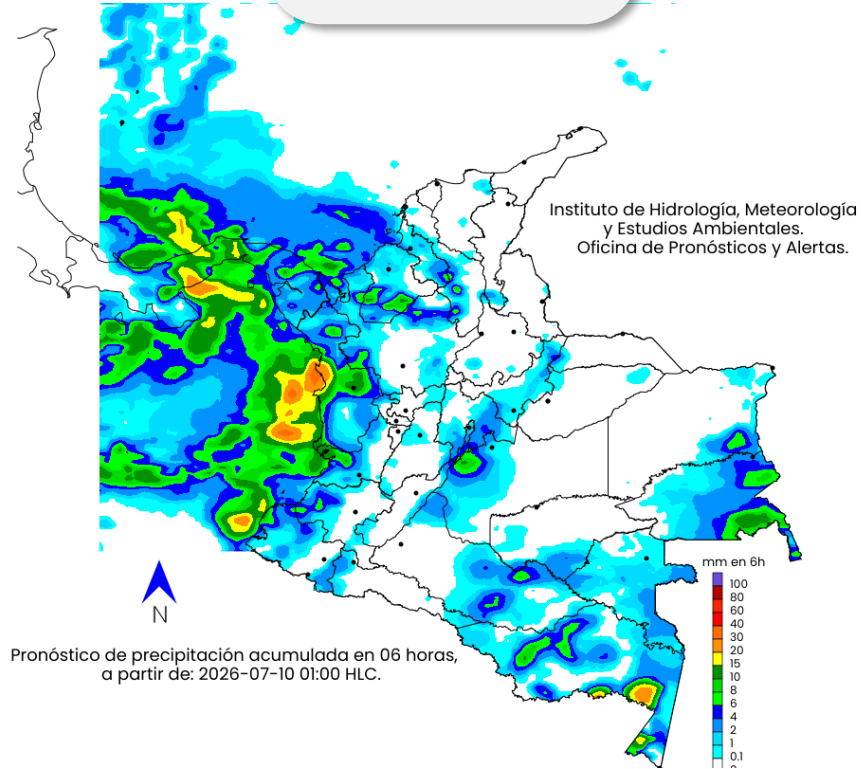 Instituto de Hidrología, Meteorología
y Estudios Ambientales.
Oficina de Pronósticos y Alertas.
mm en 6h
100
80
60
40
30
20
15
10
8
6
4
2
1
0.1
N
Pronóstico de precipitación acumulada en 06 horas,
a partir de: 2026-07-10 01:00 HLC.